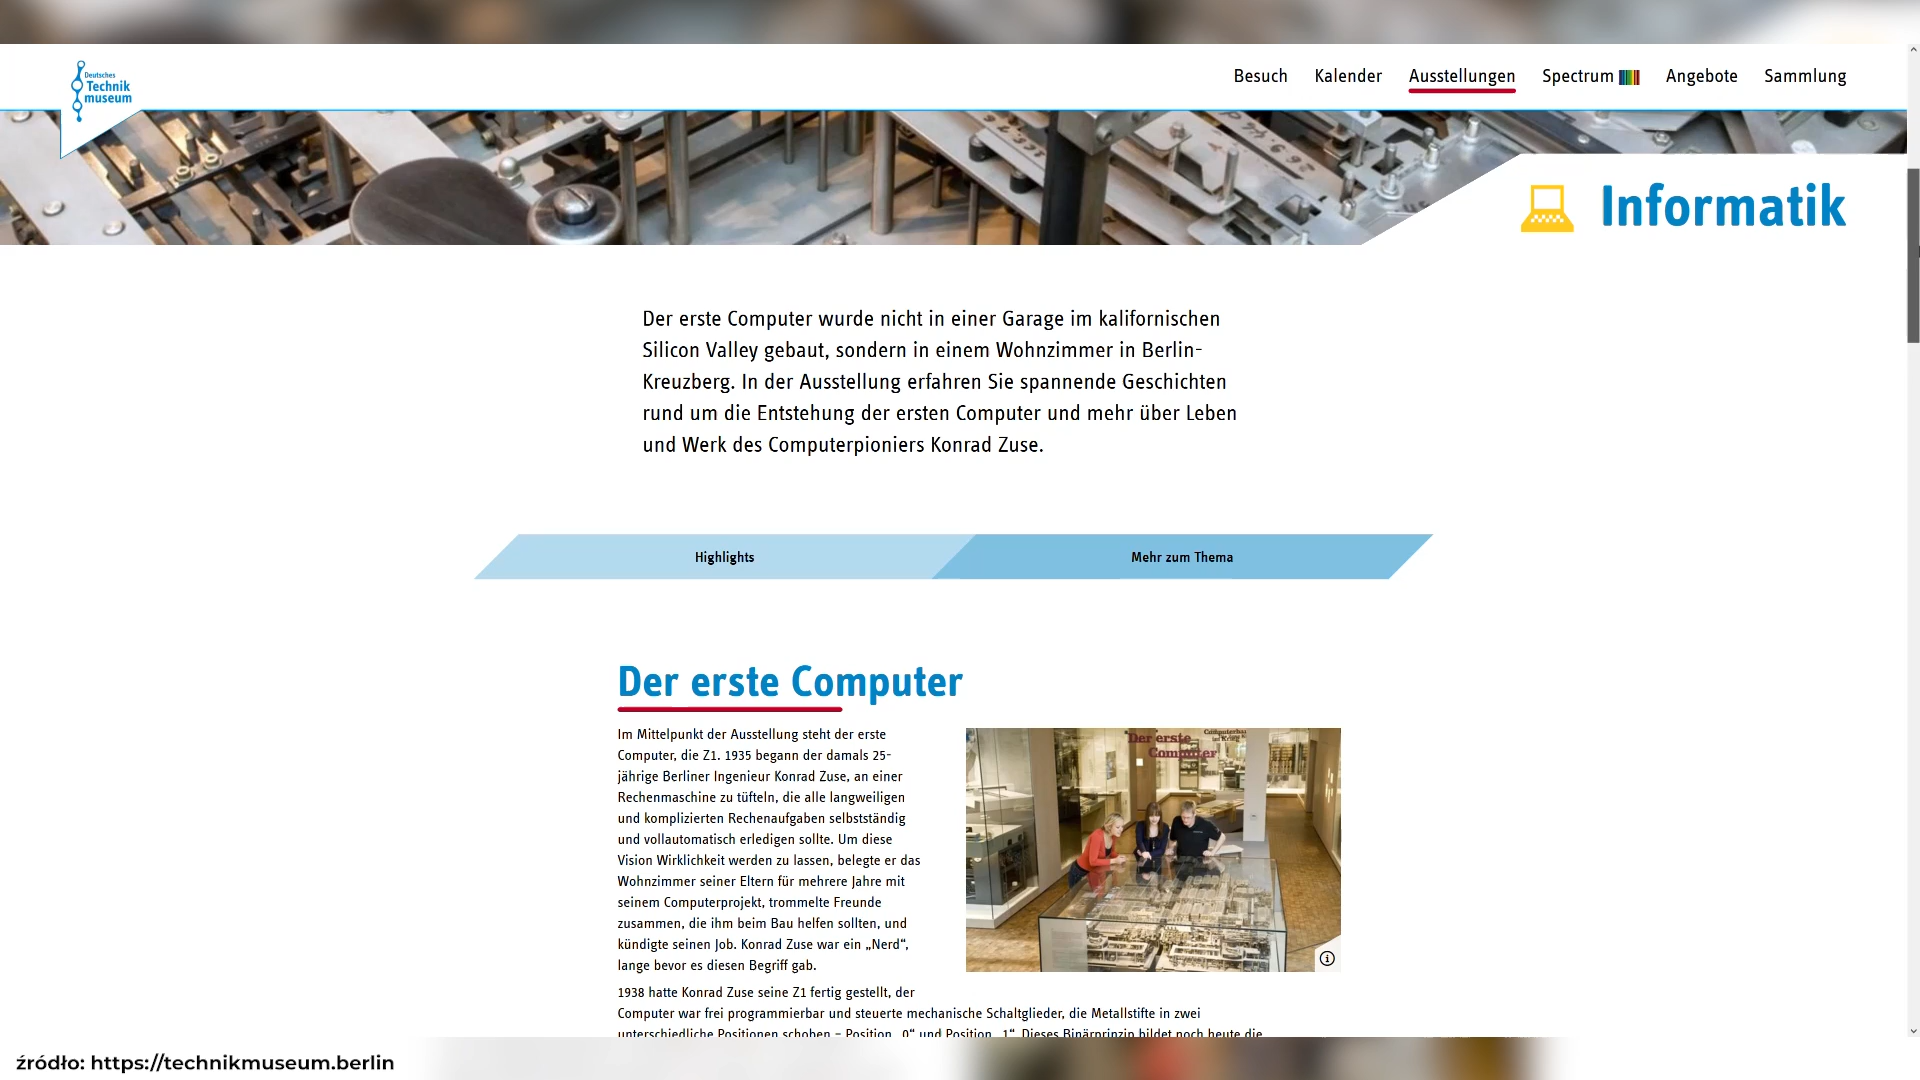 Deutsches
Technik
museum
Besuch
Kalender
Ausstellungen
Spectrum
Angebote
Sammlung
Informatik
Der erste Computer wurde nicht in einer Garage im kalifornischen
Silicon Valley gebaut, sondern in einem Wohnzimmer in Berlin-
Kreuzberg. In der Ausstellung erfahren Sie spannende Geschichten
rund um die Entstehung der ersten Computer und mehr über Leben
und Werk des Computerpioniers Konrad Zuse.
Highlights
Mehr zum Thema
Der erste Computer
Im Mittelpunkt der Ausstellung steht der erste
Computer, die Z1. 1935 begann der damals 25-
jährige Berliner Ingenieur Konrad Zuse, an einer
Rechenmaschine zu tüfteln, die alle langweiligen
und komplizierten Rechenaufgaben selbstständig
und vollautomatisch erledigen sollte. Um diese
Vision Wirklichkeit werden zu lassen, belegte er das
Wohnzimmer seiner Eltern für mehrere Jahre mit
seinem Computerprojekt, trommelte Freunde
zusammen, die ihm beim Bau helfen sollten, und
kündigte seinen Job. Konrad Zuse war ein „Nerd“,
lange bevor es diesen Begriff gab.
Der erste
Computer
1938 hatte Konrad Zuse seine Z1 fertig gestellt, der
Computer war frei programmierbar und steuerte mechanische Schaltglieder, die Metallstifte in zwei
unterschiedliche Positionen schoben – Position „0“ und Position „1“. Dieses Binärprinzip bildet noch heute die
źródło: https://technikmuseum.berlin